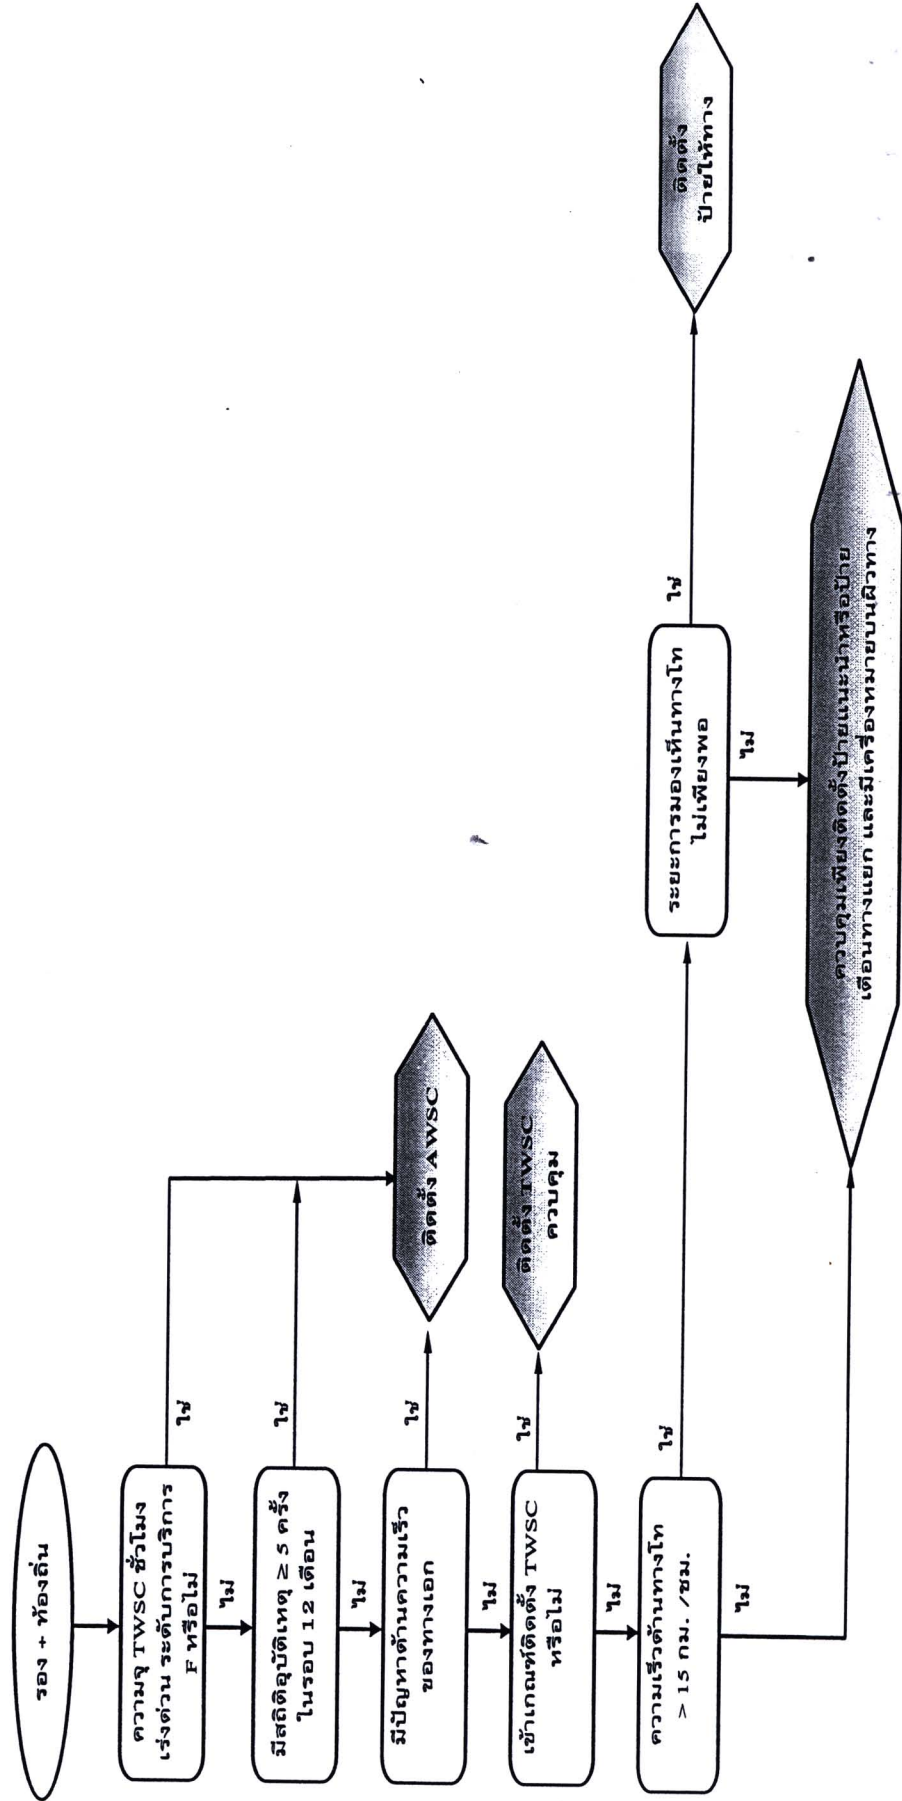 รอง + ท้องถิ่น
ความจุ TWSC ชั่วโมง
เร่งด่วน ระดับการบริการ
F หรือไม่
ใช่
ไม่
มีสถิติอุบัติเหตุ ≥ 5 ครั้ง
ในรอบ 12 เดือน
ใช่
ไม่
มีปัญหาด้านความเร็ว
ของทางเอก
ใช่
ติดตั้ง AWSC
ไม่
เข้าเกณฑ์ติดตั้ง TWSC
หรือไม่
ใช่
ติดตั้ง TWSC
ควบคุม
ไม่
ความเร็วด้านทางโท
> 15 กม. /ชม.
ใช่
ไม่
ระยะการมองเห็นทางโท
ไม่เพียงพอ
ใช่
ติดตั้ง
ป้ายให้ทาง
ไม่
ควบคุมเพียงติดตั้งป้ายแนะนำหรือป้าย
เตือนทางแยก และมีเครื่องหมายบนผิวทาง